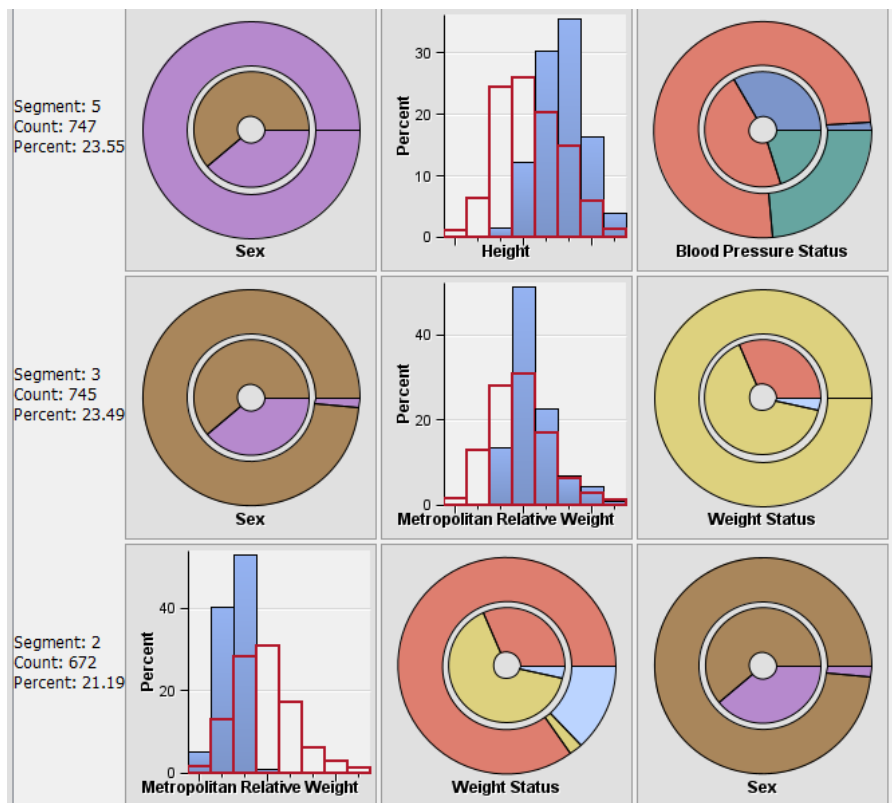 Segment: 5
Count: 747
Percent: 23.55
Sex
Percent
30
20
10
0
Height
Blood Pressure Status
Segment: 3
Count: 745
Percent: 23.49
Sex
Percent
40
20
0
Metropolitan Relative Weight
Weight Status
Segment: 2
Count: 672
Percent: 21.19
Percent
40
20
0
Metropolitan Relative Weight
Weight Status
Sex